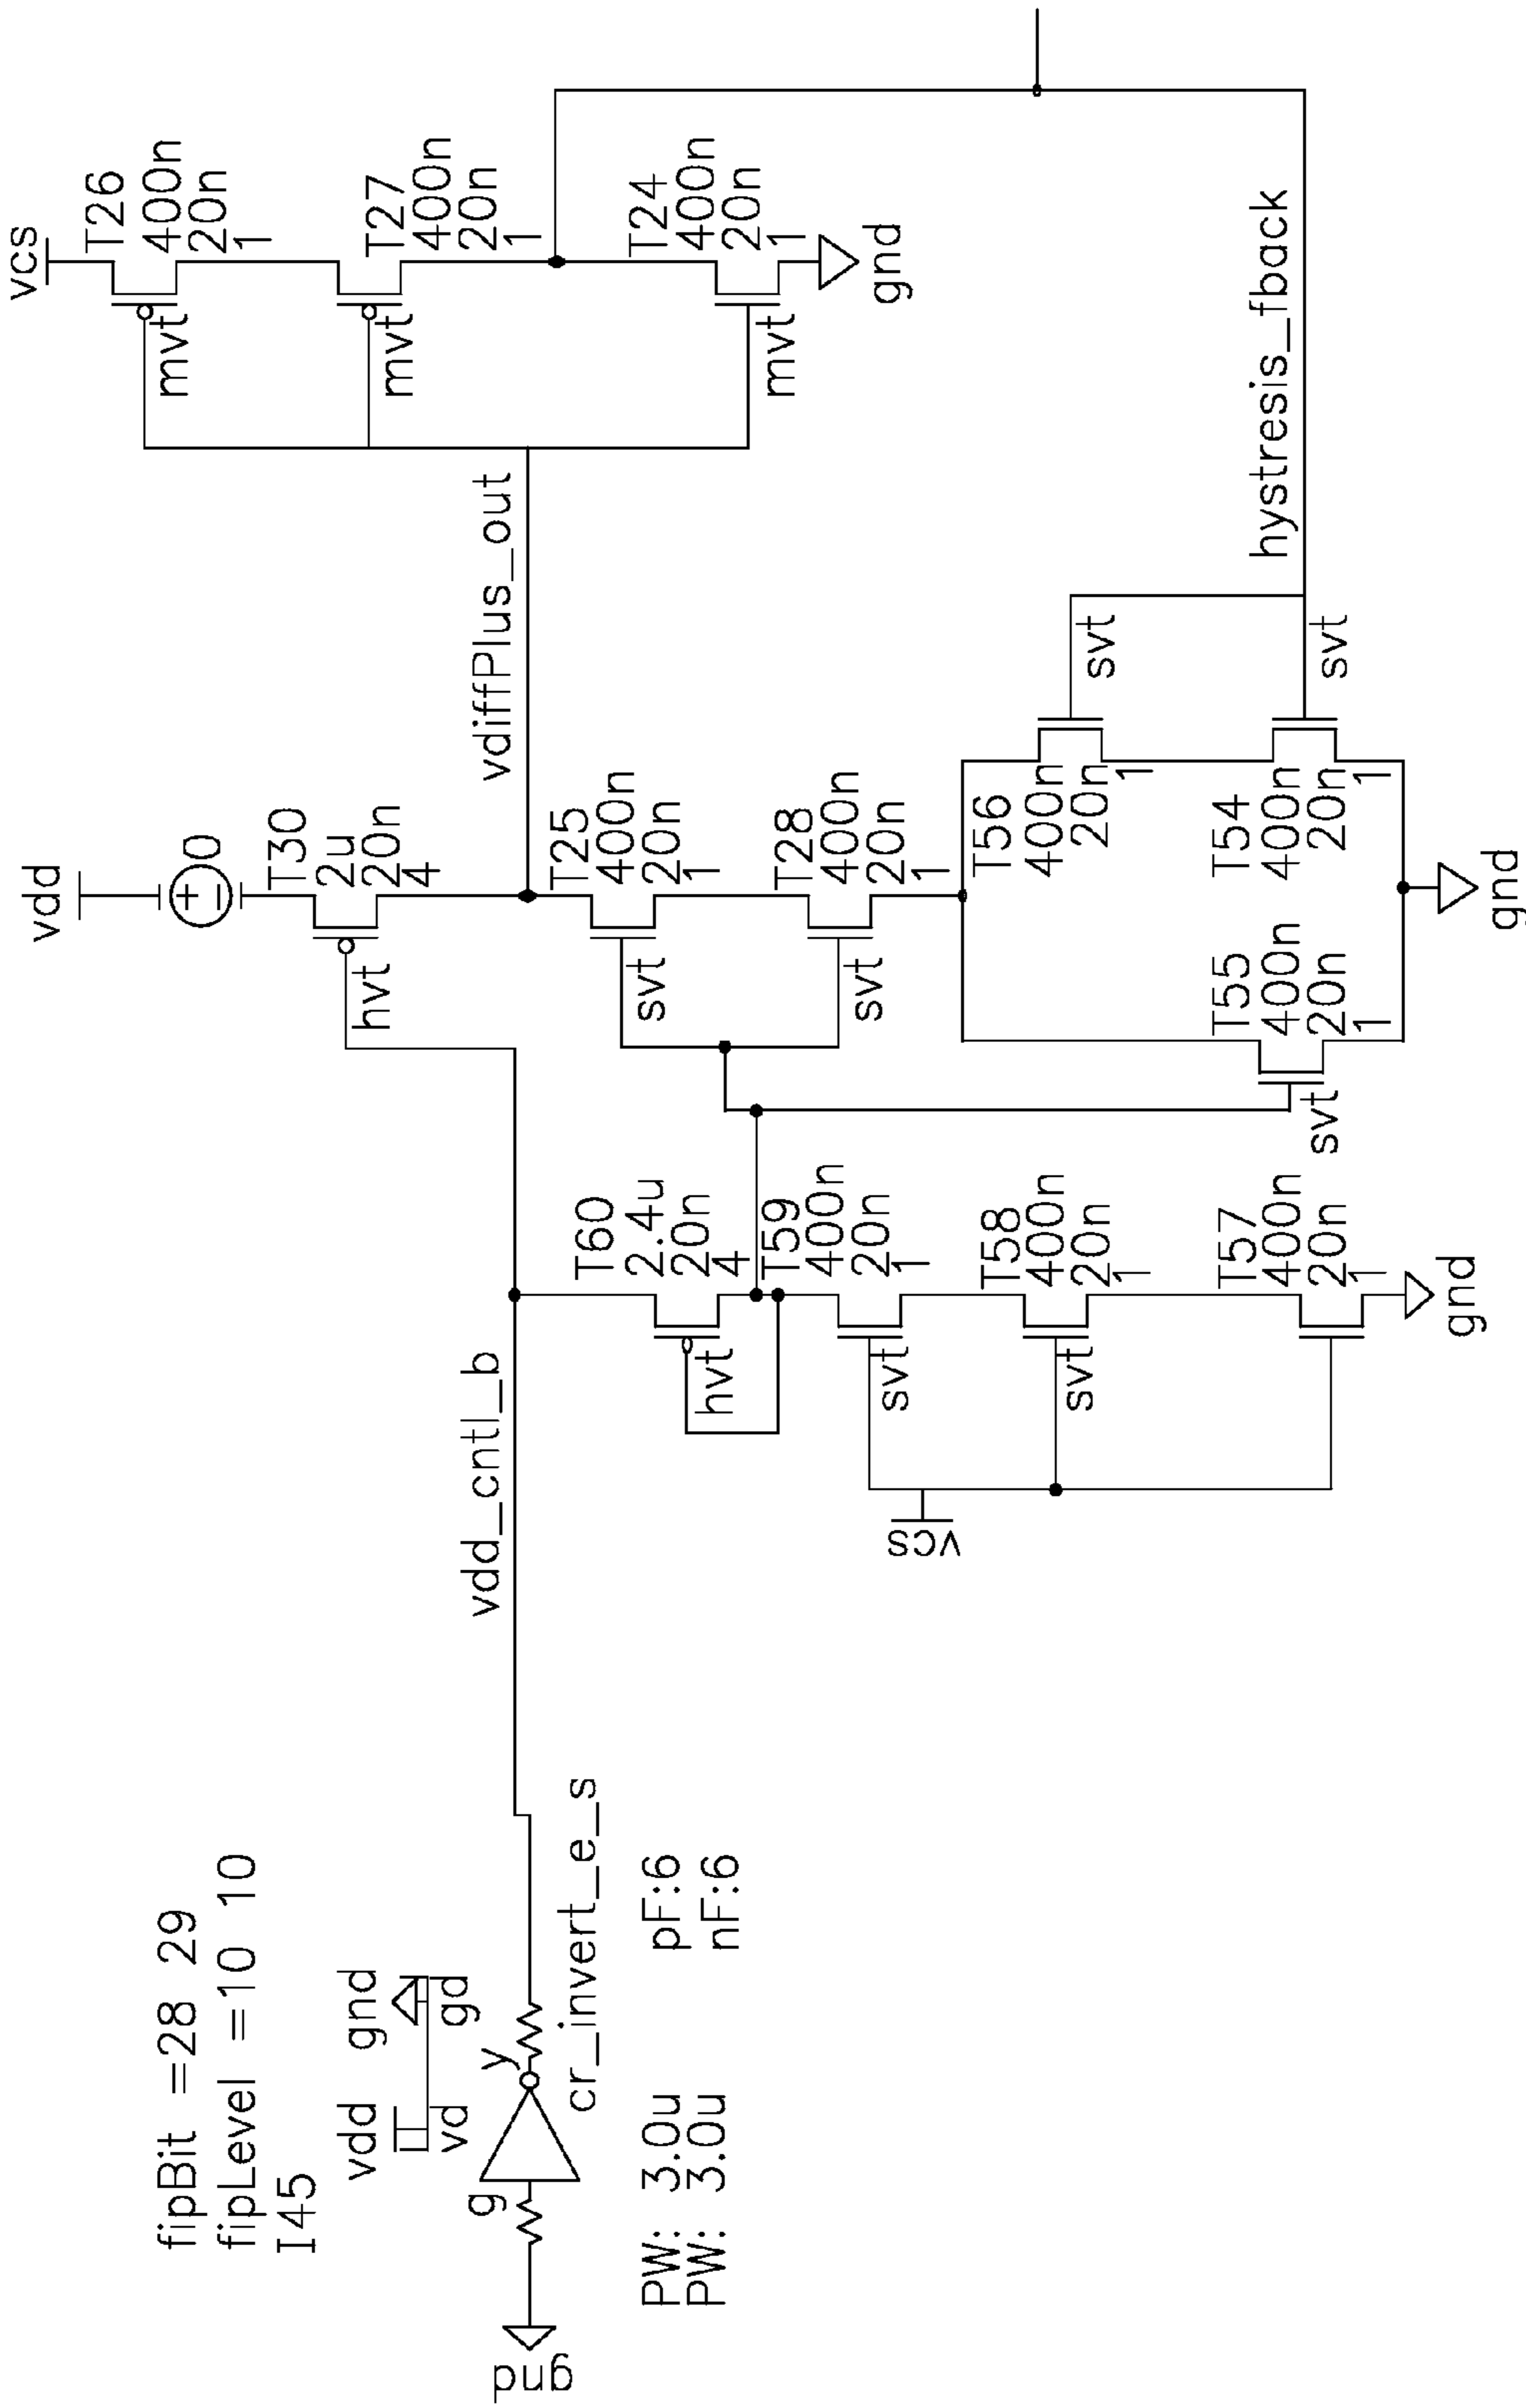 fipBit =28 29
fipLevel =10 10
I45
vdd gnd
vd gd
g
y
cr_invert_e_s
PW: 3.0u pF:6
PW: 3.0u nF:6
gnd
vdd_cntl_b
T60
2.4u
20n
4
hvt
T59
400n
20n
1
svt
T58
400n
20n
1
svt
T57
400n
20n
1
vcs
gnd
vdd
0
T30
2u
20n
4
hvt
T25
400n
20n
1
svt
T28
400n
20n
1
svt
T55
400n
20n
1
svt
T56
400n
20n
1
svt
T54
400n
20n
1
svt
gnd
vdiffPlus_out
vcs
T26
400n
20n
1
mvt
T27
400n
20n
1
mvt
T24
400n
20n
1
mvt
gnd
hystresis_fback